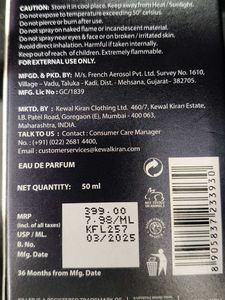 CAUTION: Store it in cool place. Keep away from Heat / Sunlight.
Do not expose to temperature exceeding 50° celsius
Do not pierce or burn after use.
Do not spray on naked flame or incandescent material.
Do not spray near eyes & face or on broken / irritated skin.
Avoid direct inhalation. Harmful if taken internally.
Keep out of reach of children. Extremely flammable.
FOR EXTERNAL USE ONLY.
MFGD. & PKD. BY: M/s. French Aerosol Pvt. Ltd. Survey No. 1610,
Village - Vadu, Taluka - Kadi, Dist. - Mehsana, Gujarat - 382705.
Mfg. Lic No : GC/1839
MKTD. BY : Kewal Kiran Clothing Ltd. 460/7, Kewal Kiran Estate,
I.B. Patel Road, Goregaon (E), Mumbai - 400 063,
Maharashtra, INDIA.
TALK TO US : Contact : Consumer Care Manager
No.: (+91) (022) 2681 4400,
Email : customerservices@kewalkiran.com
EAU DE PARFUM
NET QUANTITY: 50 ml
MRP
(Incl. of all taxes)
USP / ML.
B. No.
Mfg. Date
399.00
7.98/ML
KFL257
03/2025
36 Months from Mfg. Date
8 905837 233930
REGISTERED TRADEMARK OF